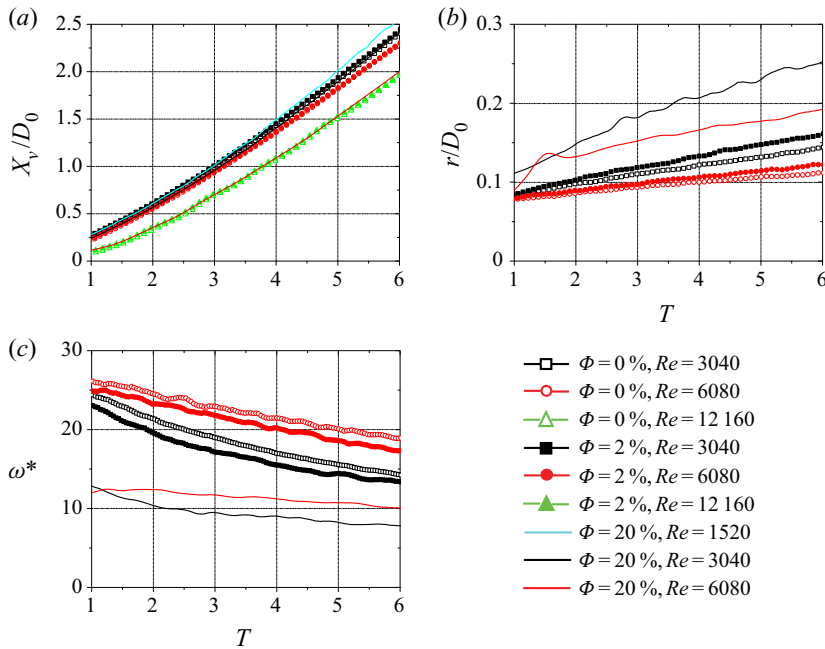 (a)
2.5
2.0
1.5
1.0
0.5
0
X_v/D_0
1 2 3 4 5 6
(b)
0.3
0.2
0.1
0
r/D_0
1 2 3 4 5 6
T
(c)
30
20
10
0
ω*
1 2 3 4 5 6
T
Φ = 0 %, Re = 3040
Φ = 0 %, Re = 6080
Φ = 0 %, Re = 12 160
Φ = 2 %, Re = 3040
Φ = 2 %, Re = 6080
Φ = 2 %, Re = 12 160
Φ = 20 %, Re = 1520
Φ = 20 %, Re = 3040
Φ = 20 %, Re = 6080